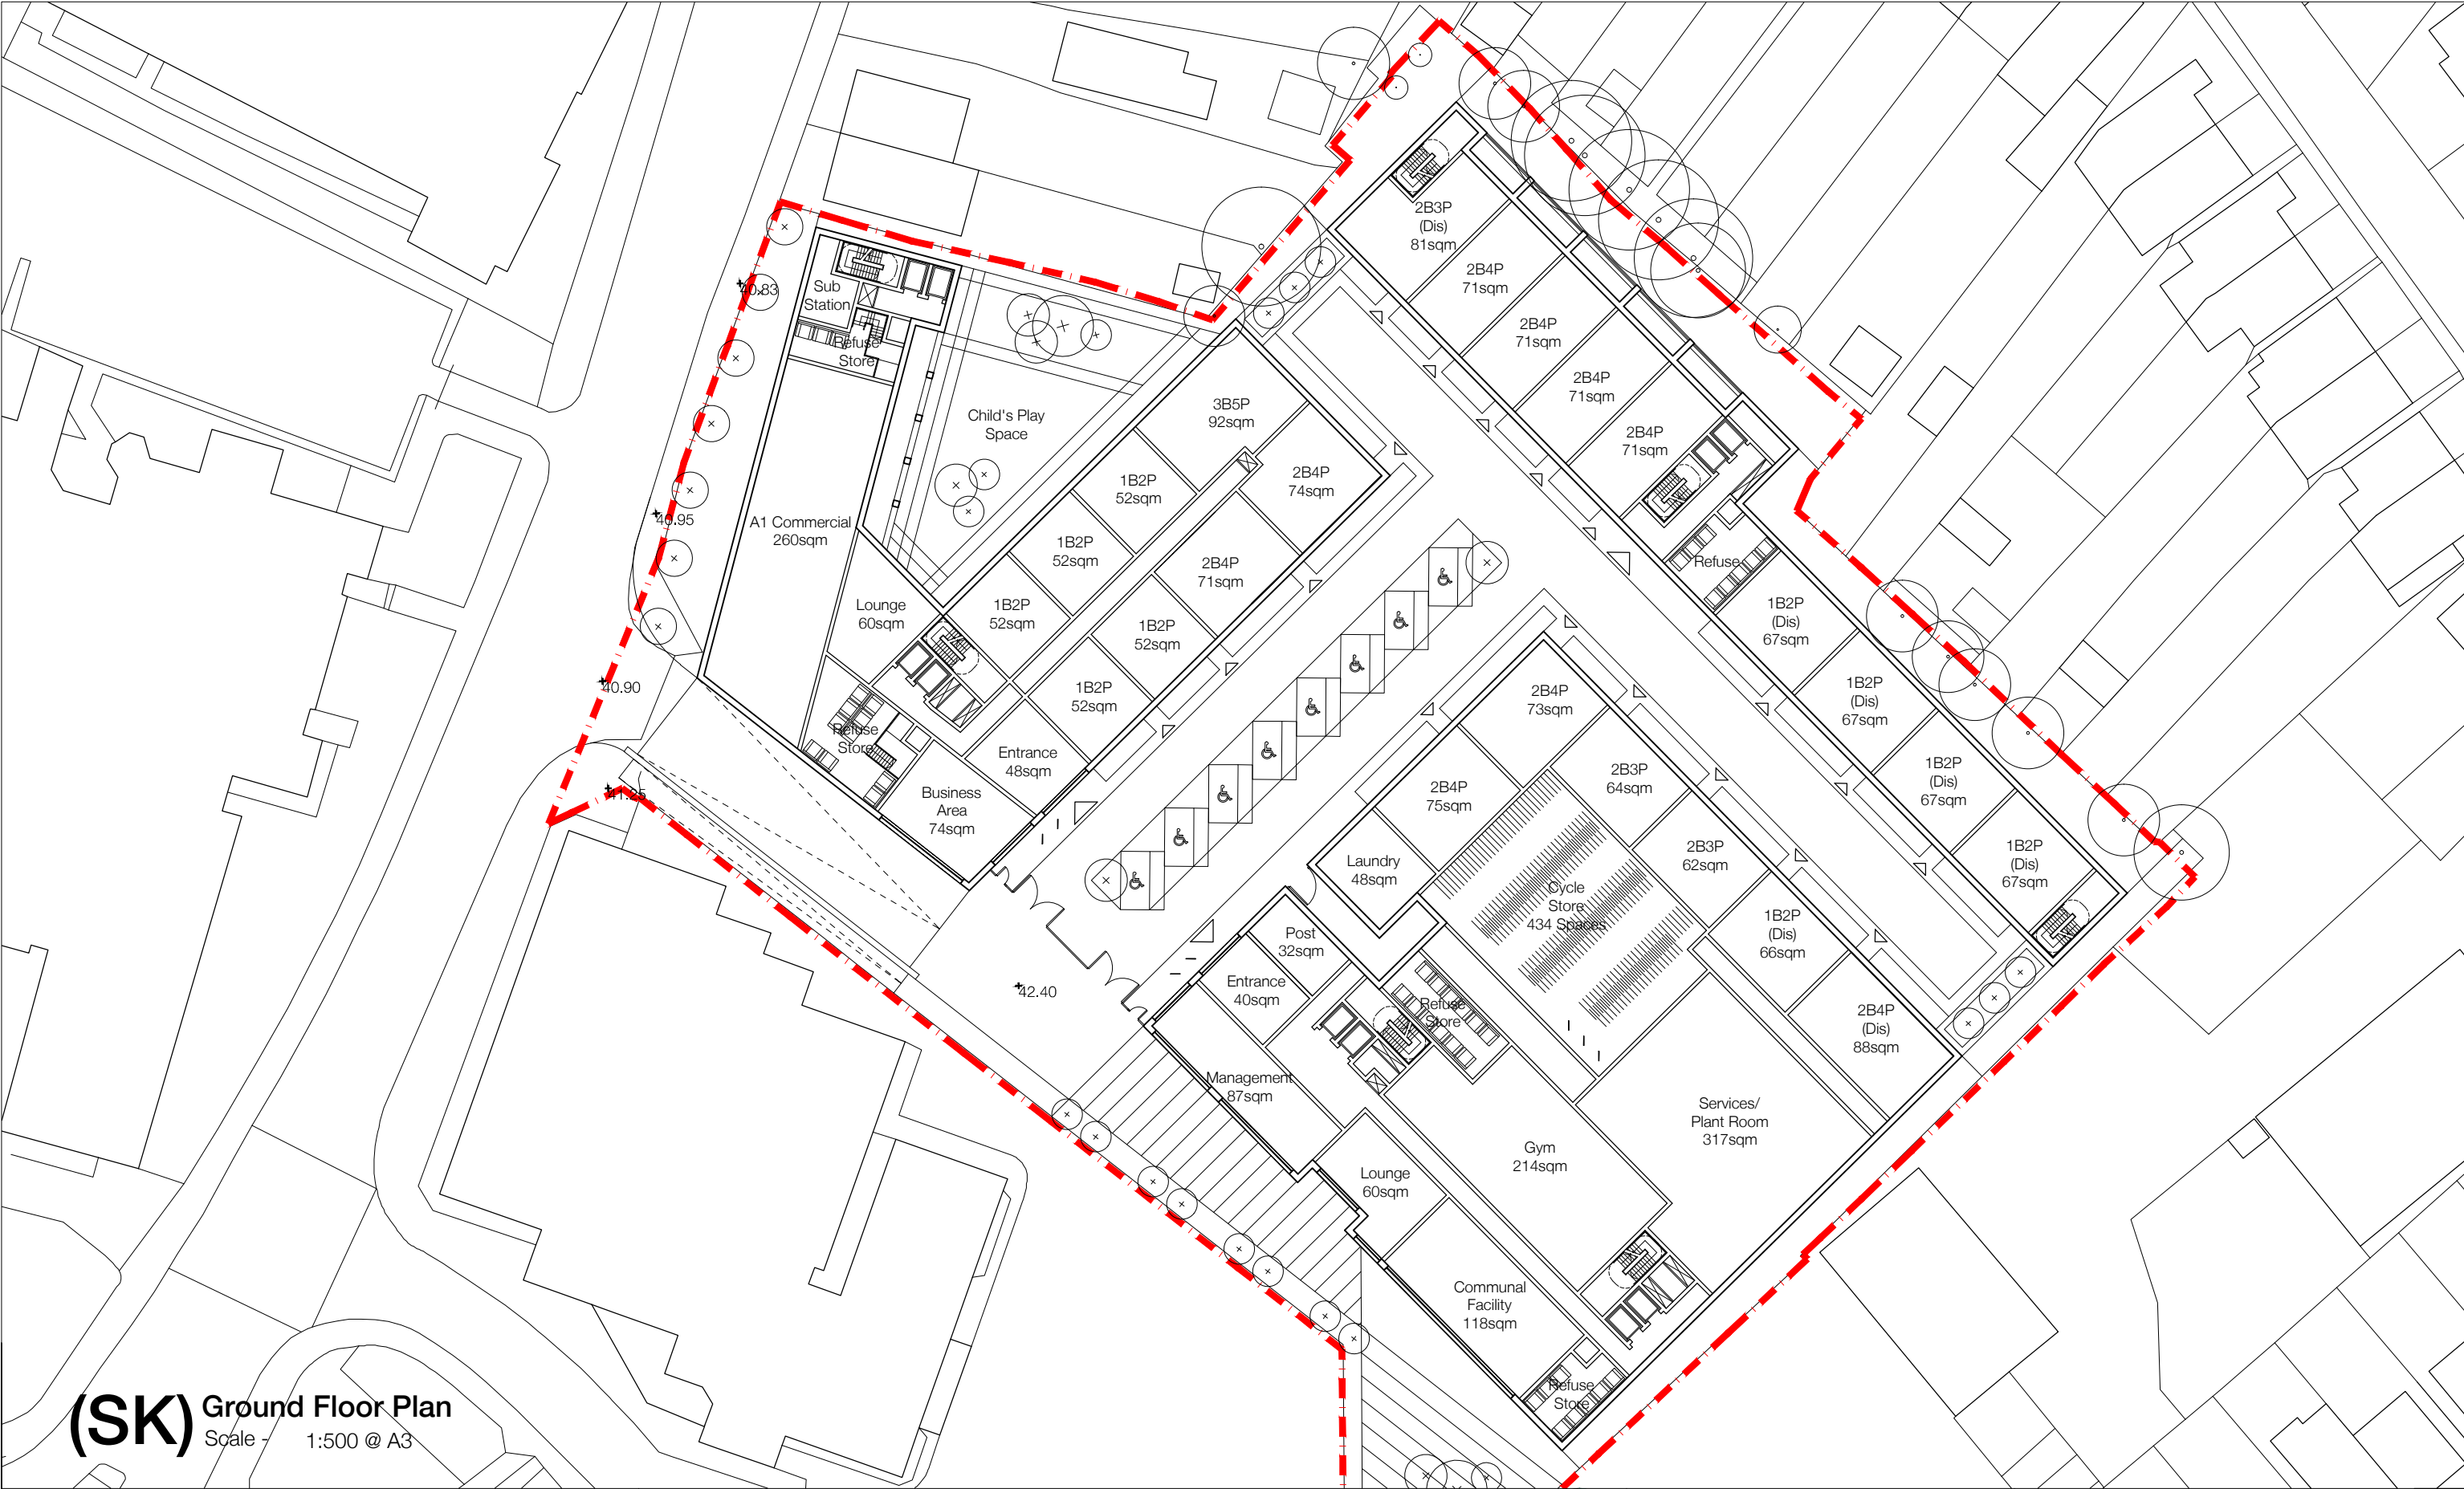 2B3P
(Dis)
81sqm
2B4P
71sqm
2B4P
71sqm
2B4P
71sqm
2B4P
71sqm
Sub
Station
40.83
Refuse
Store
Child's Play
Space
3B5P
92sqm
1B2P
52sqm
2B4P
74sqm
A1 Commercial
260sqm
40.95
1B2P
52sqm
2B4P
71sqm
Refuse
Lounge
60sqm
1B2P
52sqm
1B2P
52sqm
1B2P
(Dis)
67sqm
40.90
1B2P
52sqm
1B2P
(Dis)
67sqm
2B4P
73sqm
Refuse
Store
Entrance
48sqm
1B2P
(Dis)
67sqm
2B3P
64sqm
2B4P
75sqm
41.25
Business
Area
74sqm
1B2P
(Dis)
67sqm
2B3P
62sqm
Laundry
48sqm
Cycle
Store
434 Spaces
1B2P
(Dis)
66sqm
Post
32sqm
Entrance
40sqm
42.40
Refuse
Store
2B4P
(Dis)
88sqm
Management
87sqm
Services/
Plant Room
317sqm
Gym
214sqm
Lounge
60sqm
Communal
Facility
118sqm
Refuse
Store
(SK) Ground Floor Plan
Scale - 1:500 @ A3